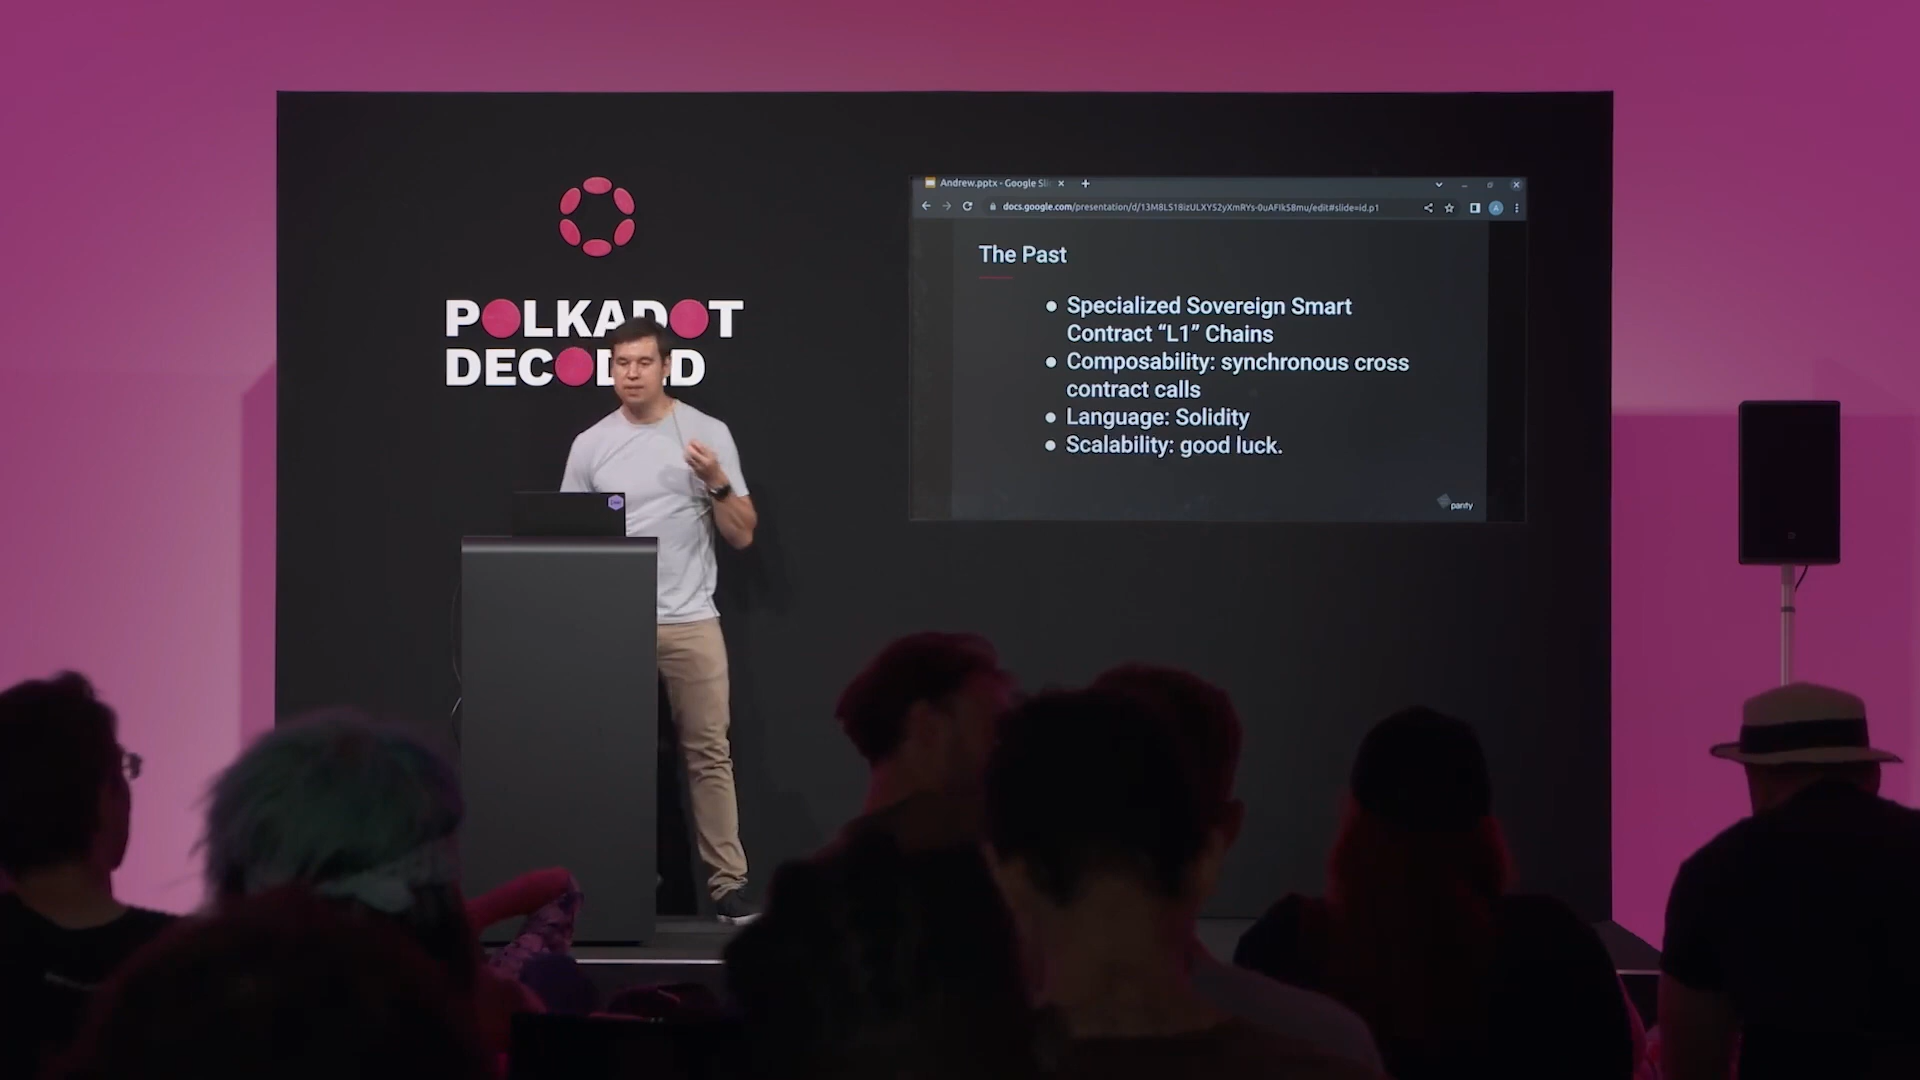 POLKADOT
DECODED
Andrew.pptx - Google Sli
docs.google.com/presentation/d/13M8LS18izULXYS2yXmRYs-0uAFIkS8mu/edit#slide=id.p1
The Past
● Specialized Sovereign Smart
Contract “L1” Chains
● Composability: synchronous cross
contract calls
● Language: Solidity
● Scalability: good luck.
parity